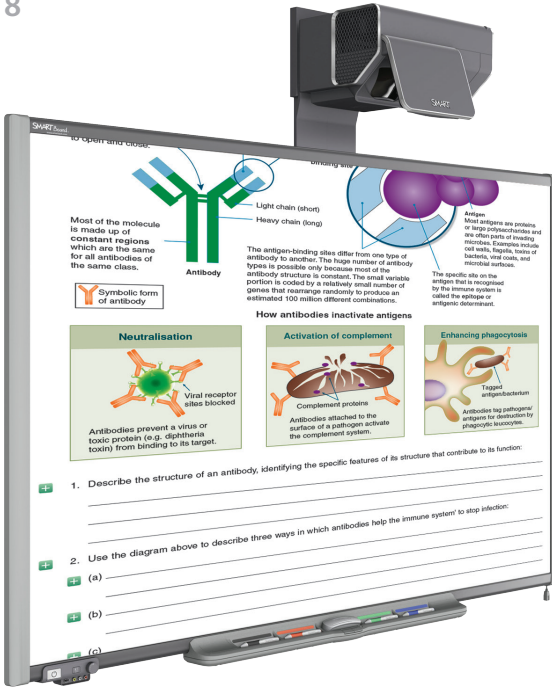 8
SMART
SMART Board
to open and close.
binding site
Light chain (short)
Heavy chain (long)
Most of the molecule
is made up of
constant regions
which are the same
for all antibodies of
the same class.
Antibody
Symbolic form
of antibody
The antigen-binding sites differ from one type of
antibody to another. The huge number of antibody
types is possible only because most of the
antibody structure is constant. The small variable
portion is coded by a relatively small number of
genes that rearrange randomly to produce an
estimated 100 million different combinations.
Antigen
Most antigens are proteins
or large polysaccharides and
are often parts of invading
microbes. Examples include
cell walls, flagella, toxins of
bacteria, viral coats, and
microbial surfaces.
The specific site on the
antigen that is recognised
by the immune system is
called the epitope or
antigenic determinant.
How antibodies inactivate antigens
Neutralisation
Viral receptor
sites blocked
Antibodies prevent a virus or
toxic protein (e.g. diphtheria
toxin) from binding to its target.
Activation of complement
Complement proteins
Antibodies attached to the
surface of a pathogen activate
the complement system.
Enhancing phagocytosis
Tagged
antigen/bacterium
Antibodies tag pathogens/
antigens for destruction by
phagocytic leucocytes.
1. Describe the structure of an antibody, identifying the specific features of its structure that contribute to its function:
2. Use the diagram above to describe three ways in which antibodies help the immune system' to stop infection:
(a)
(b)
(c)